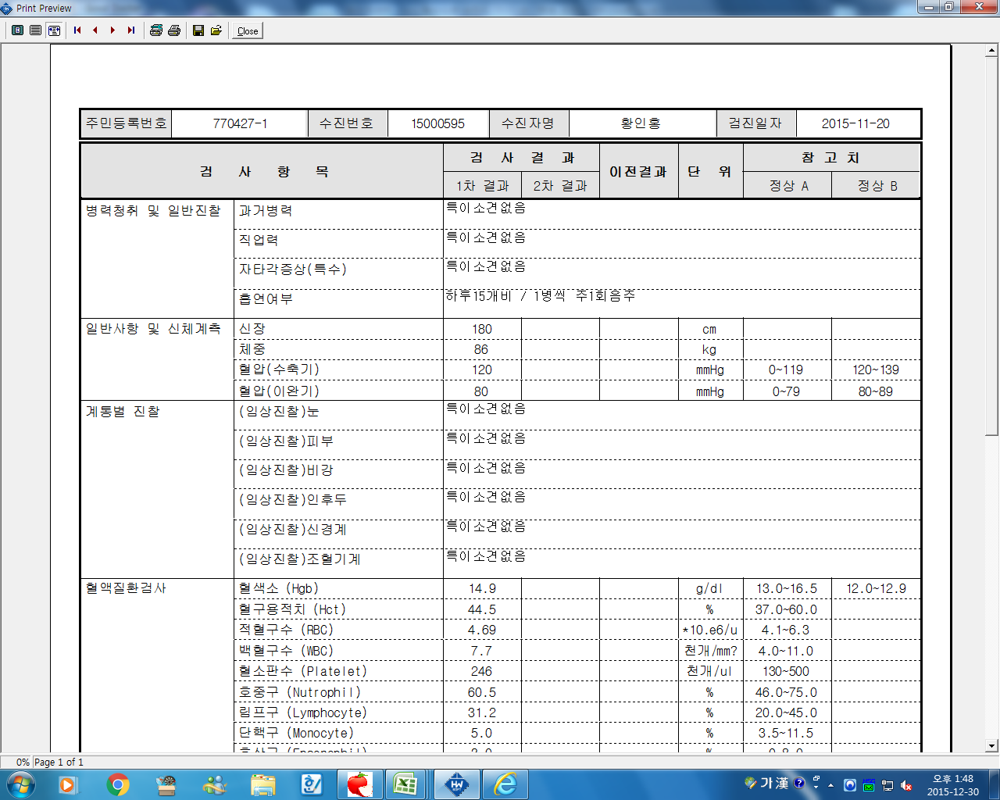 Print Preview
Close
주민등록번호 770427-1 수진번호 15000595 수진자명 황인홍 검진일자 2015-11-20
검 사 항 목 검 사 결 과 이전결과 단 위 참 고 치
1차 결과 2차 결과 정상 A 정상 B
병력청취 및 일반진찰 과거병력 특이소견없음
직업력 특이소견없음
자타각증상(특수) 특이소견없음
흡연여부 하루15개비 / 1병씩 주1회음주
일반사항 및 신체계측 신장 180 cm
체중 86 kg
혈압(수축기) 120 mmHg 0~119 120~139
혈압(이완기) 80 mmHg 0~79 80~89
계통별 진찰 (임상진찰)눈 특이소견없음
(임상진찰)피부 특이소견없음
(임상진찰)비강 특이소견없음
(임상진찰)인후두 특이소견없음
(임상진찰)신경계 특이소견없음
(임상진찰)조혈기계 특이소견없음
혈액질환검사 혈색소 (Hgb) 14.9 g/dl 13.0~16.5 12.0~12.9
혈구용적치 (Hct) 44.5 % 37.0~60.0
적혈구수 (RBC) 4.69 *10.e6/u 4.1~6.3
백혈구수 (WBC) 7.7 천개/mm? 4.0~11.0
혈소판수 (Platelet) 246 천개/ul 130~500
호중구 (Nutrophil) 60.5 % 46.0~75.0
림프구 (Lymphocyte) 31.2 % 20.0~45.0
단핵구 (Monocyte) 5.0 % 3.5~11.5
0% Page 1 of 1
가 漢
오후 1:48
2015-12-30